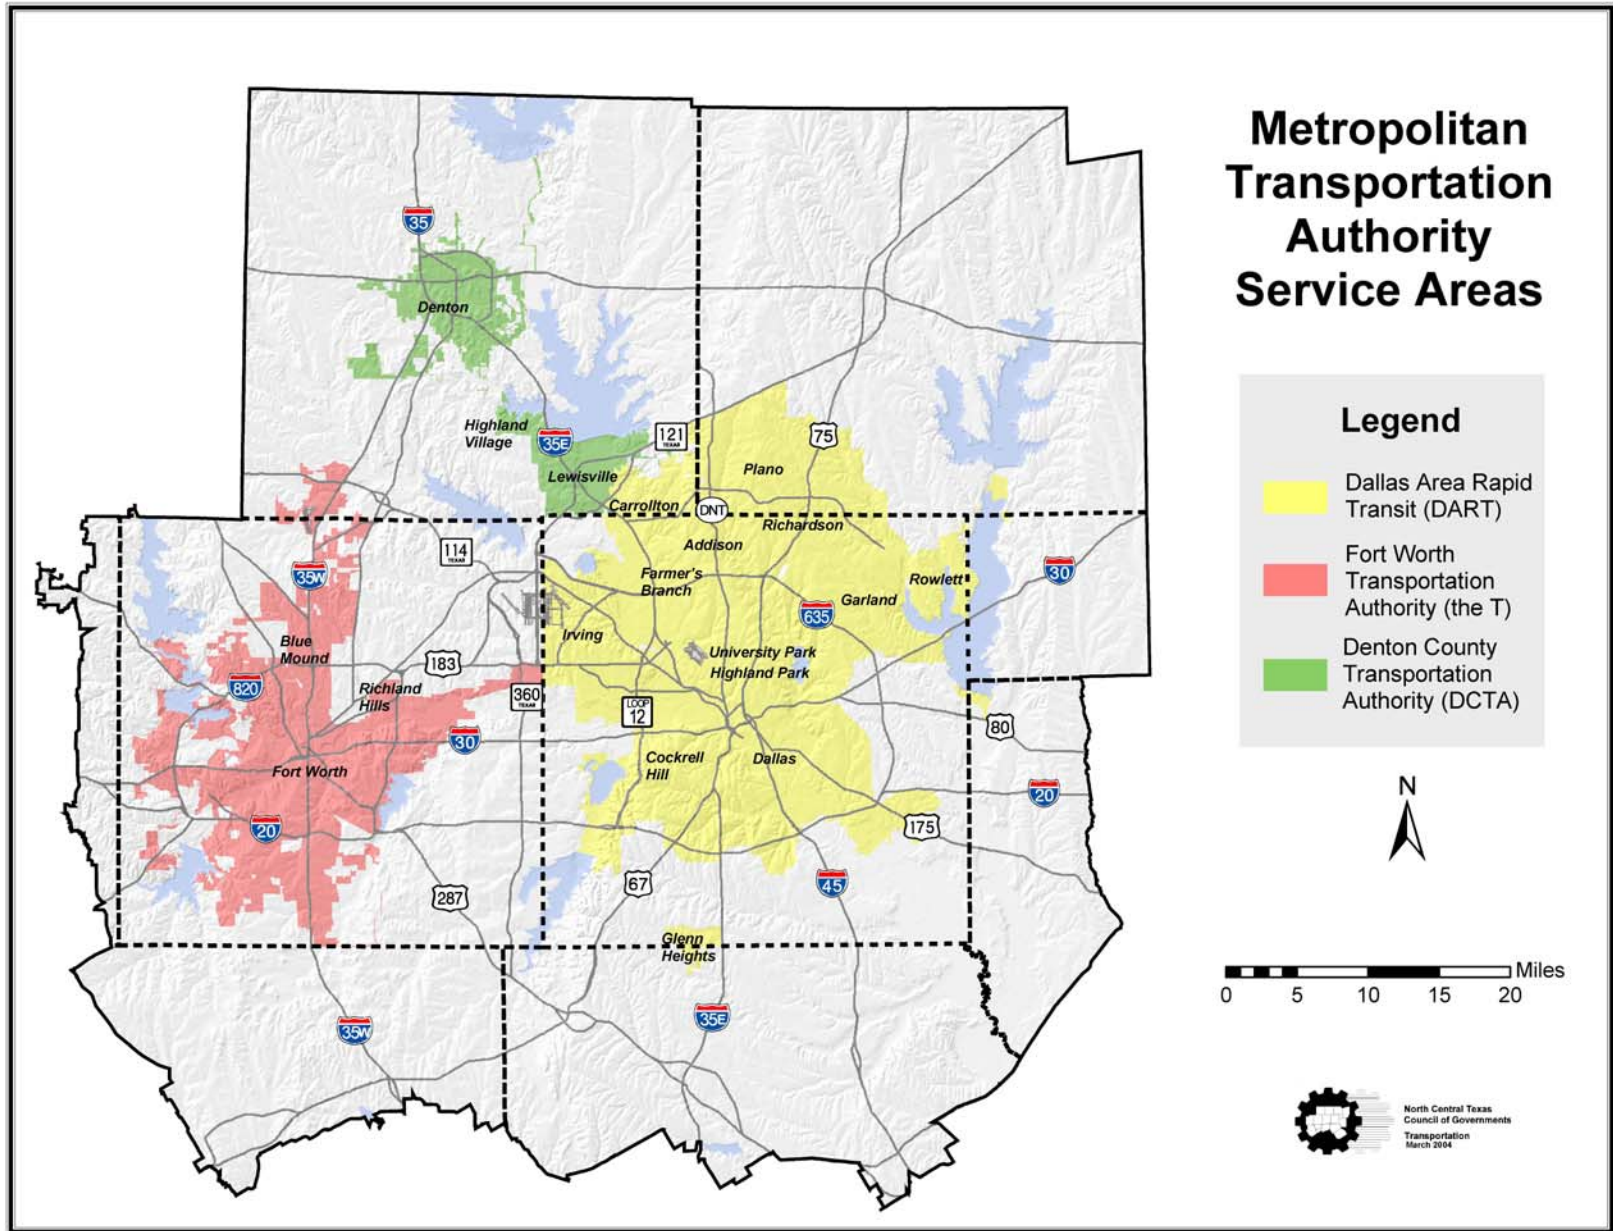 Metropolitan
Transportation
Authority
Service Areas
Legend
Dallas Area Rapid
Transit (DART)
Fort Worth
Transportation
Authority (the T)
Denton County
Transportation
Authority (DCTA)
N
Miles
0 5 10 15 20
North Central Texas
Council of Governments
Transportation
March 2004
35
Denton
Highland
Village
35E
121
TEXAS
75
Lewisville
Plano
Carrollton
DNT
Richardson
Addison
114
TEXAS
35W
Farmer's
Branch
Rowlett
30
Garland
635
Irving
Blue
Mound
183
University Park
Highland Park
820
Richland
Hills
360
TEXAS
LOOP
12
80
30
Cockrell
Hill
Dallas
Fort Worth
20
20
175
67
45
287
Glenn
Heights
35W
35E